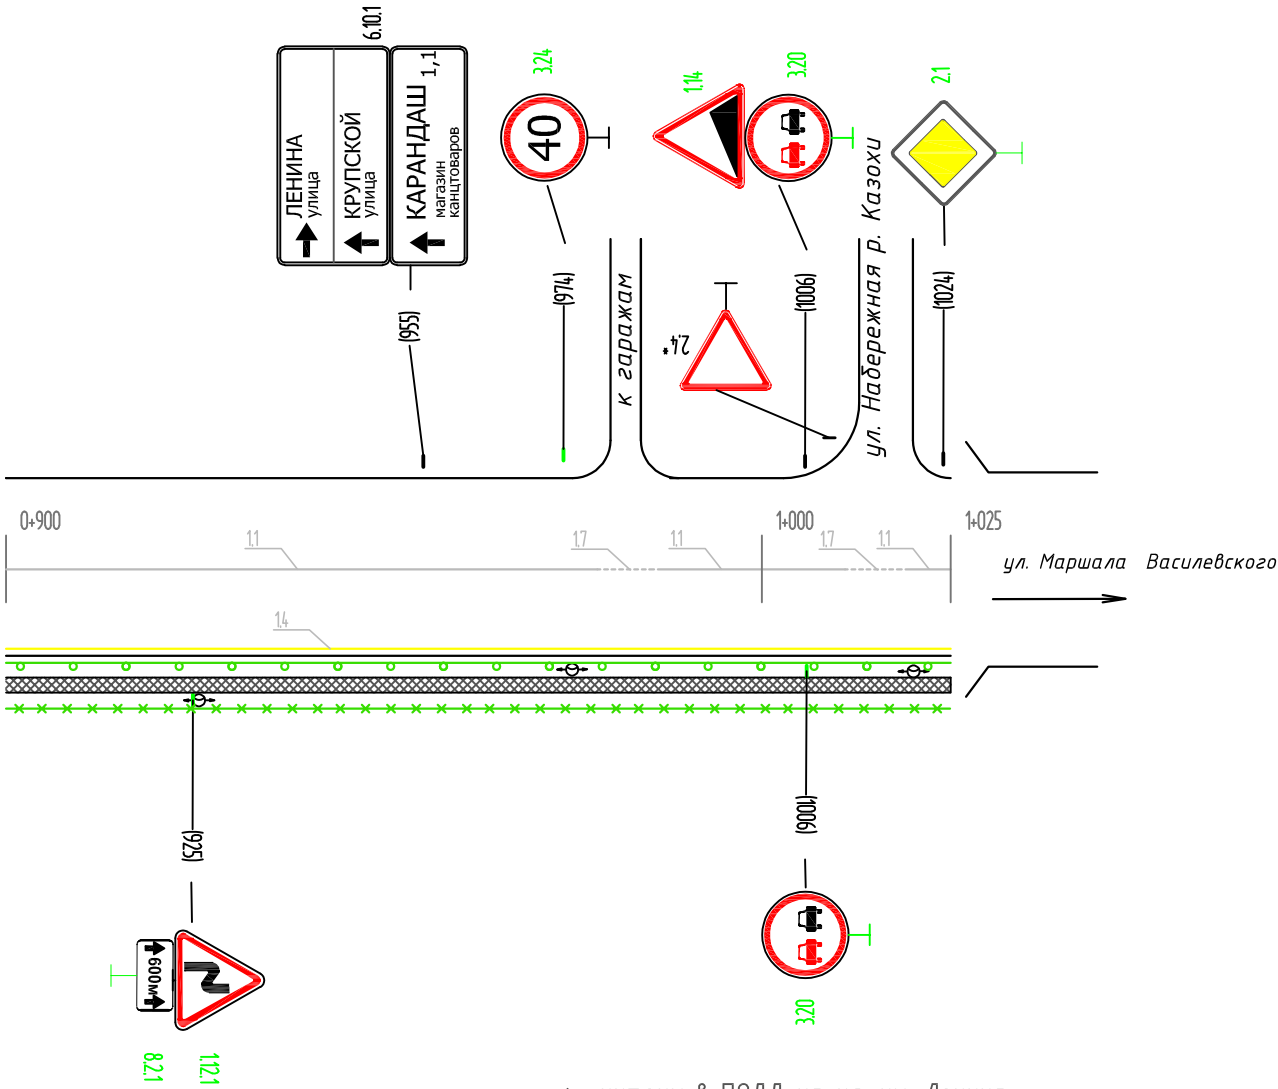 6.10.1
ЛЕНИНА
улица
КРУПСКОЙ
улица
КАРАНДАШ
1,1
магазин
канцтоваров
3.24
40
1.14
3.20
2.1
(955)
(974)
к гаражам
2.4*
(1006)
ул. Набережная р. Казохи
(1024)
0+900
1+000
1+025
1.1
1.7
1.1
1.7
1.1
ул. Маршала Василевского
1.4
(925)
(1006)
600м
8.2.1
1.12.1
3.20